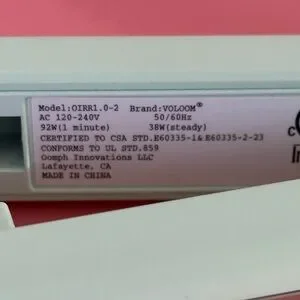 Model:OIRR1.0-2 Brand:VOLOOM®
AC 120-240V 50/60Hz
92W(1 minute) 38W(steady)
CERTIFIED TO CSA STD.E60335-1&E60335-2-23
CONFORMS TO UL STD.859
Oomph Innovations LLC
Lafayette, CA
MADE IN CHINA